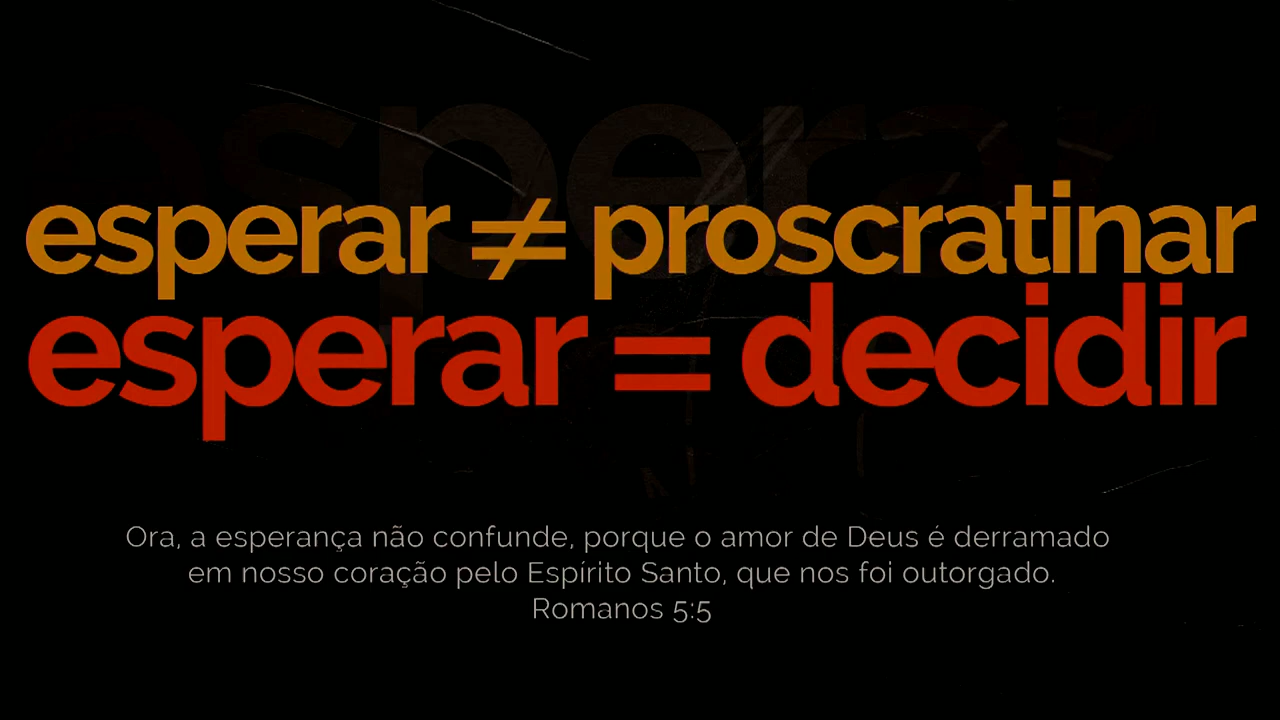 esperar
esperar ≠ proscratinar
esperar = decidir
Ora, a esperança não confunde, porque o amor de Deus é derramado
em nosso coração pelo Espírito Santo, que nos foi outorgado.
Romanos 5:5